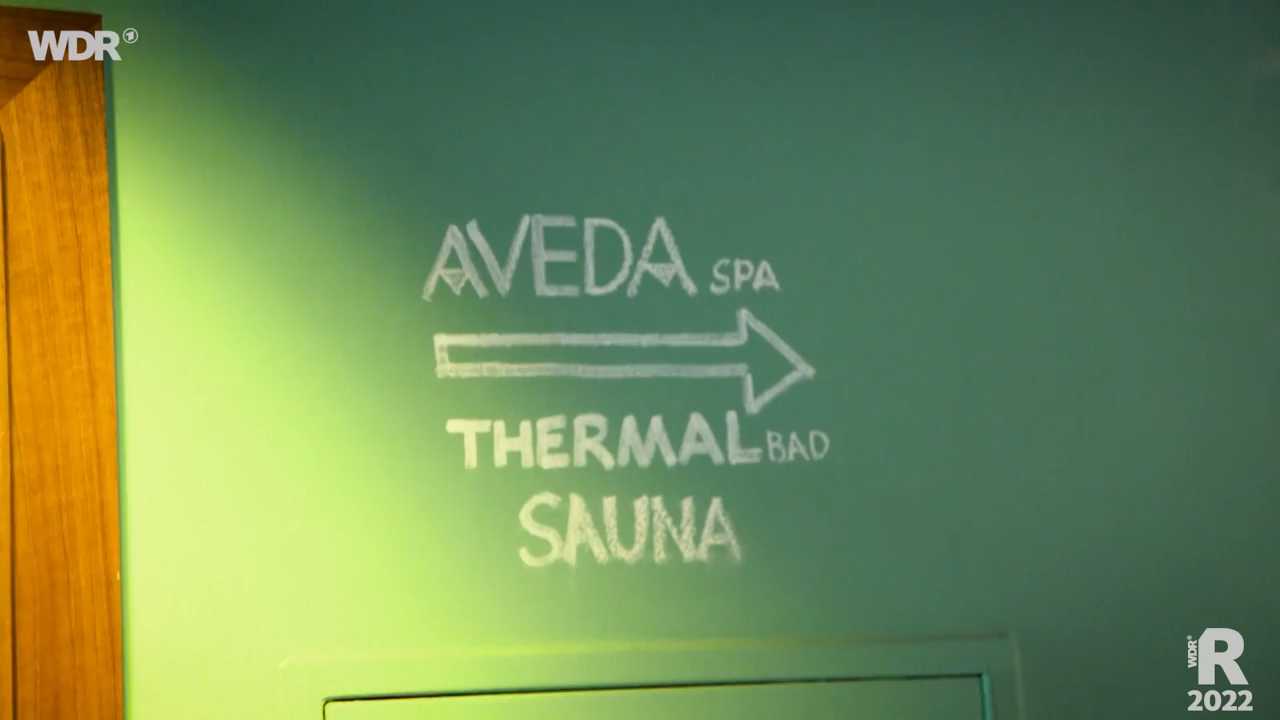 WDR
AVEDA SPA
THERMAL BAD
SAUNA
WDR R
2022